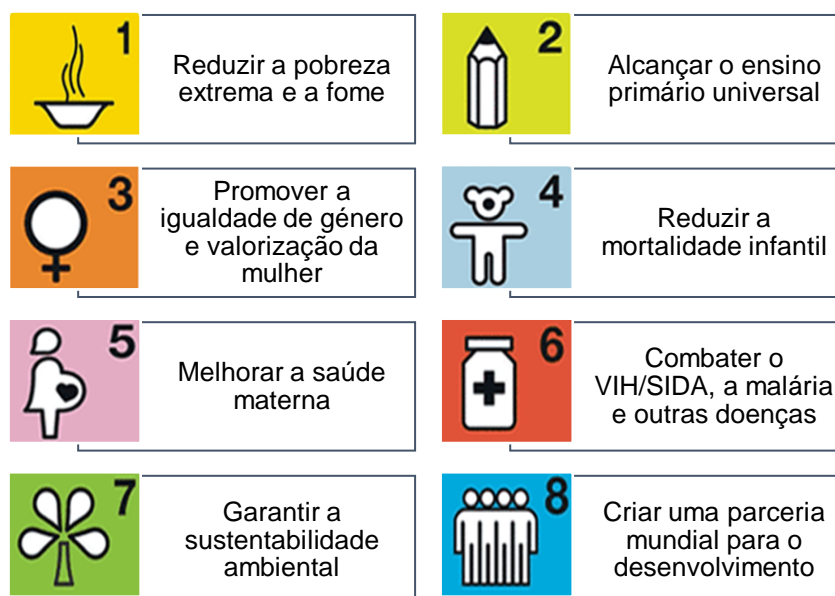 1
Reduzir a pobreza
extrema e a fome
2
Alcançar o ensino
primário universal
3
Promover a
igualdade de género
e valorização da
mulher
4
Reduzir a
mortalidade infantil
5
Melhorar a saúde
materna
6
Combater o
VIH/SIDA, a malária
e outras doenças
7
Garantir a
sustentabilidade
ambiental
8
Criar uma parceria
mundial para o
desenvolvimento